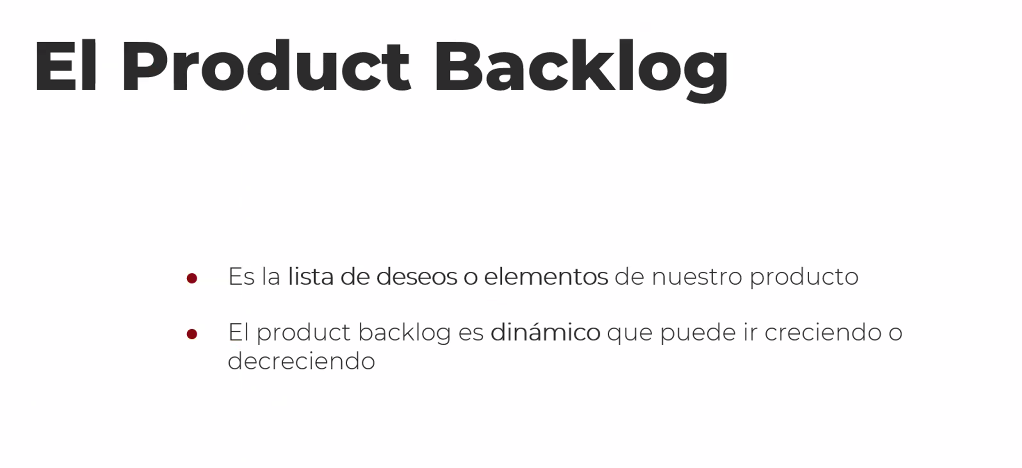 El Product Backlog
• Es la lista de deseos o elementos de nuestro producto
• El product backlog es dinámico que puede ir creciendo o
decreciendo